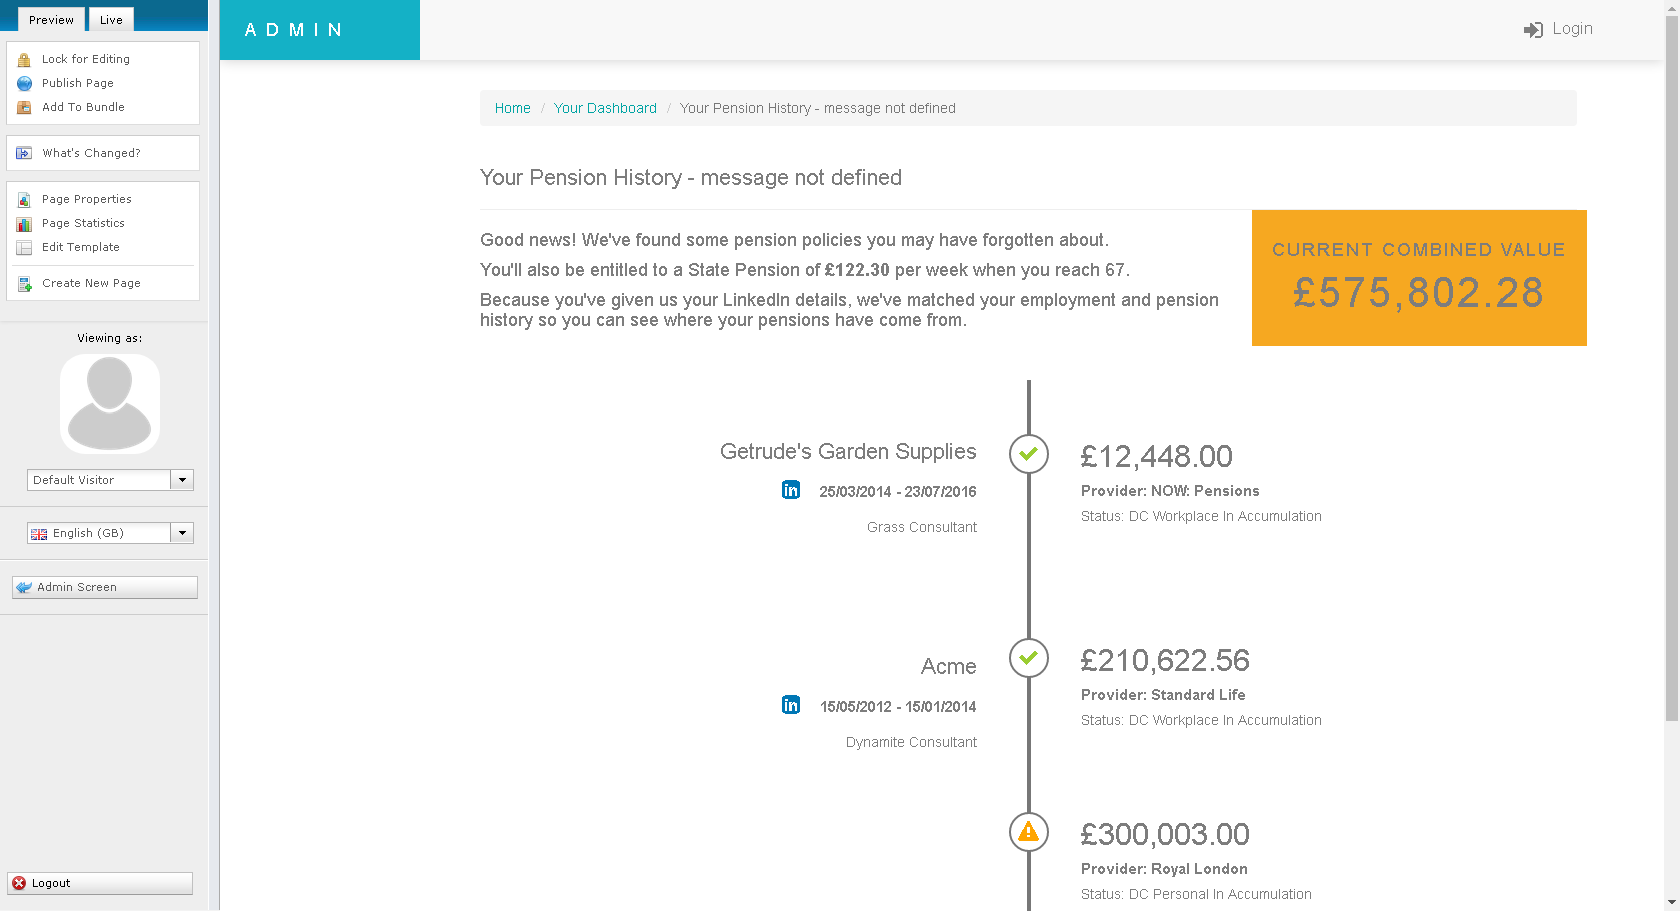 Preview
Live
Lock for Editing
Publish Page
Add To Bundle
What's Changed?
Page Properties
Page Statistics
Edit Template
Create New Page
Viewing as:
Default Visitor
English (GB)
Admin Screen
Logout
ADMIN
Login
Home / Your Dashboard / Your Pension History - message not defined
Your Pension History - message not defined
Good news! We've found some pension policies you may have forgotten about.
You'll also be entitled to a State Pension of £122.30 per week when you reach 67.
Because you've given us your LinkedIn details, we've matched your employment and pension
history so you can see where your pensions have come from.
CURRENT COMBINED VALUE
£575,802.28
Getrude's Garden Supplies
in 25/03/2014 - 23/07/2016
Grass Consultant
£12,448.00
Provider: NOW: Pensions
Status: DC Workplace In Accumulation
Acme
in 15/05/2012 - 15/01/2014
Dynamite Consultant
£210,622.56
Provider: Standard Life
Status: DC Workplace In Accumulation
£300,003.00
Provider: Royal London
Status: DC Personal In Accumulation